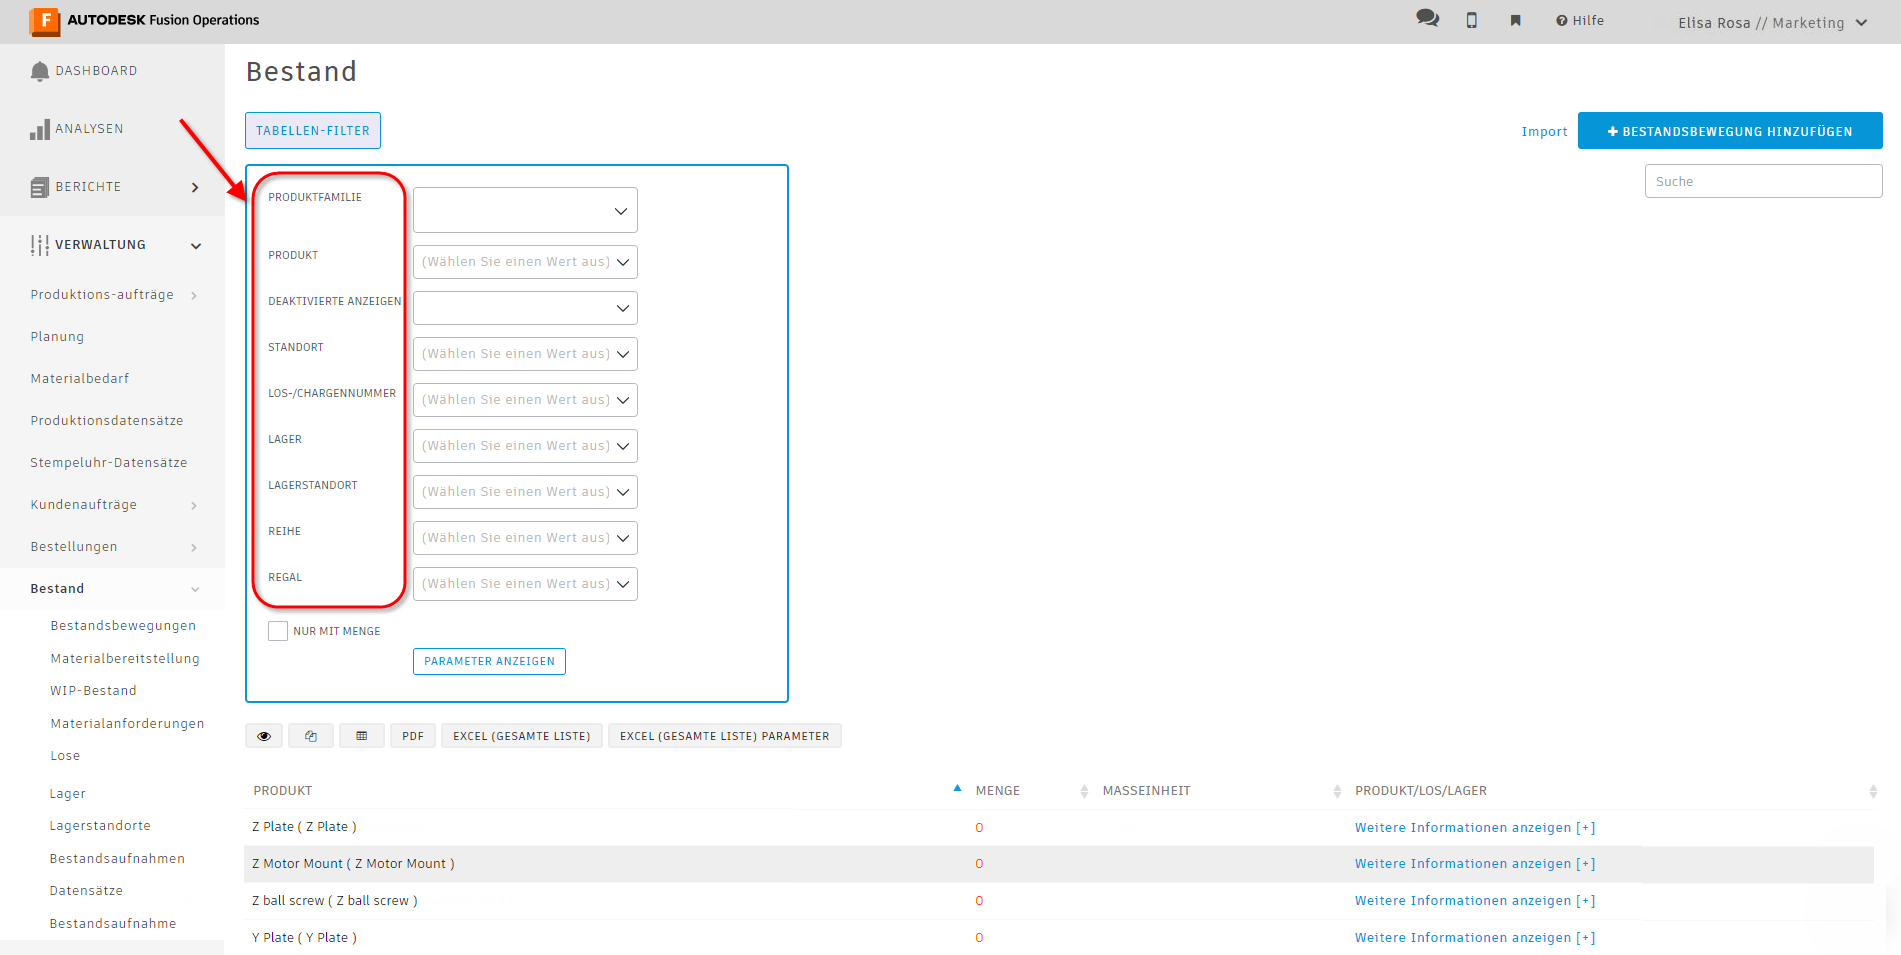 F AUTODESK Fusion Operations
Hilfe
Elisa Rosa // Marketing
DASHBOARD
ANALYSEN
BERICHTE
VERWALTUNG
Produktions-aufträge
Planung
Materialbedarf
Produktionsdatensätze
Stempeluhr-Datensätze
Kundenaufträge
Bestellungen
Bestand
Bestandsbewegungen
Materialbereitstellung
WIP-Bestand
Materialanforderungen
Lose
Lager
Lagerstandorte
Bestandsaufnahmen
Datensätze
Bestandsaufnahme
Bestand
TABELLEN-FILTER
Import
+ BESTANDSBEWEGUNG HINZUFÜGEN
Suche
PRODUKTFAMILIE
PRODUKT (Wählen Sie einen Wert aus)
DEAKTIVIERTE ANZEIGEN
STANDORT (Wählen Sie einen Wert aus)
LOS-/CHARGENNUMMER (Wählen Sie einen Wert aus)
LAGER (Wählen Sie einen Wert aus)
LAGERSTANDORT (Wählen Sie einen Wert aus)
REIHE (Wählen Sie einen Wert aus)
REGAL (Wählen Sie einen Wert aus)
NUR MIT MENGE
PARAMETER ANZEIGEN
PDF EXCEL (GESAMTE LISTE) EXCEL (GESAMTE LISTE) PARAMETER
PRODUKT MENGE MASSEINHEIT PRODUKT/LOS/LAGER
Z Plate ( Z Plate ) 0 Weitere Informationen anzeigen [+]
Z Motor Mount ( Z Motor Mount ) 0 Weitere Informationen anzeigen [+]
Z ball screw ( Z ball screw ) 0 Weitere Informationen anzeigen [+]
Y Plate ( Y Plate ) 0 Weitere Informationen anzeigen [+]